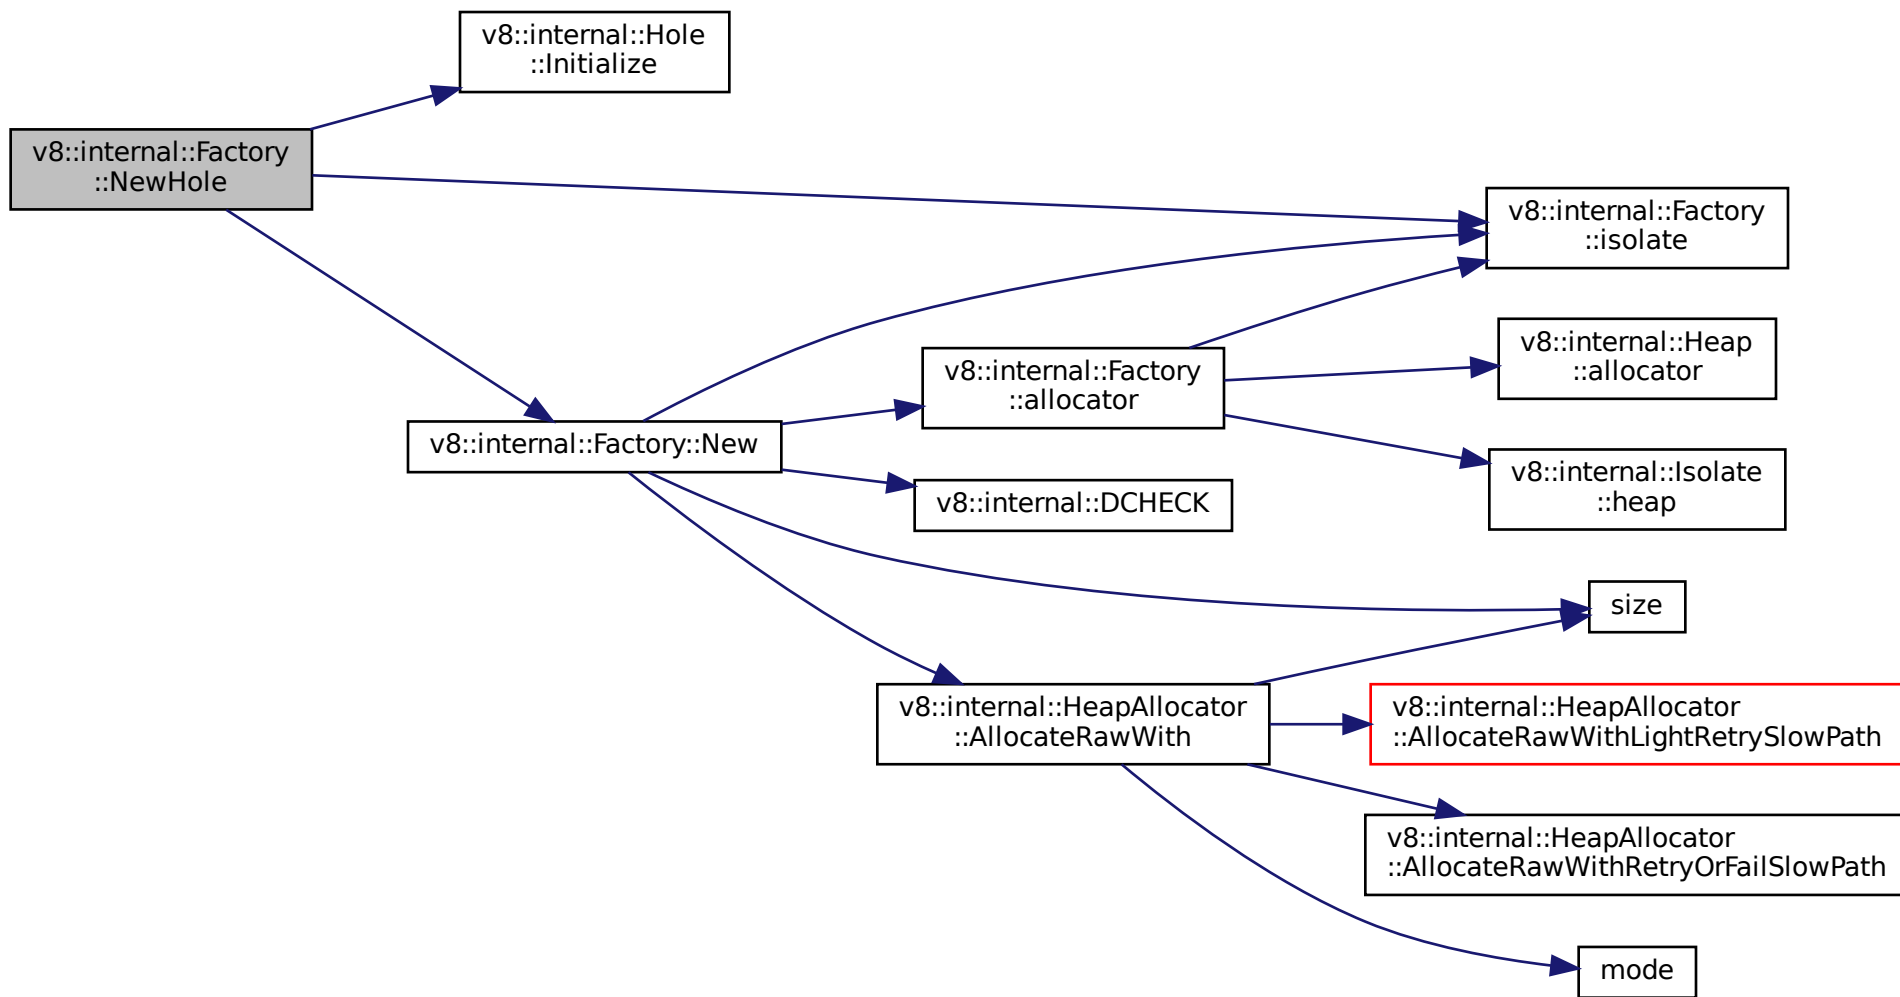 v8::internal::Hole
::Initialize
v8::internal::Factory
::NewHole
v8::internal::Factory
::isolate
v8::internal::Heap
::allocator
v8::internal::Factory
::allocator
v8::internal::Factory::New
v8::internal::Isolate
::heap
v8::internal::DCHECK
size
v8::internal::HeapAllocator
::AllocateRawWith
v8::internal::HeapAllocator
::AllocateRawWithLightRetrySlowPath
v8::internal::HeapAllocator
::AllocateRawWithRetryOrFailSlowPath
mode